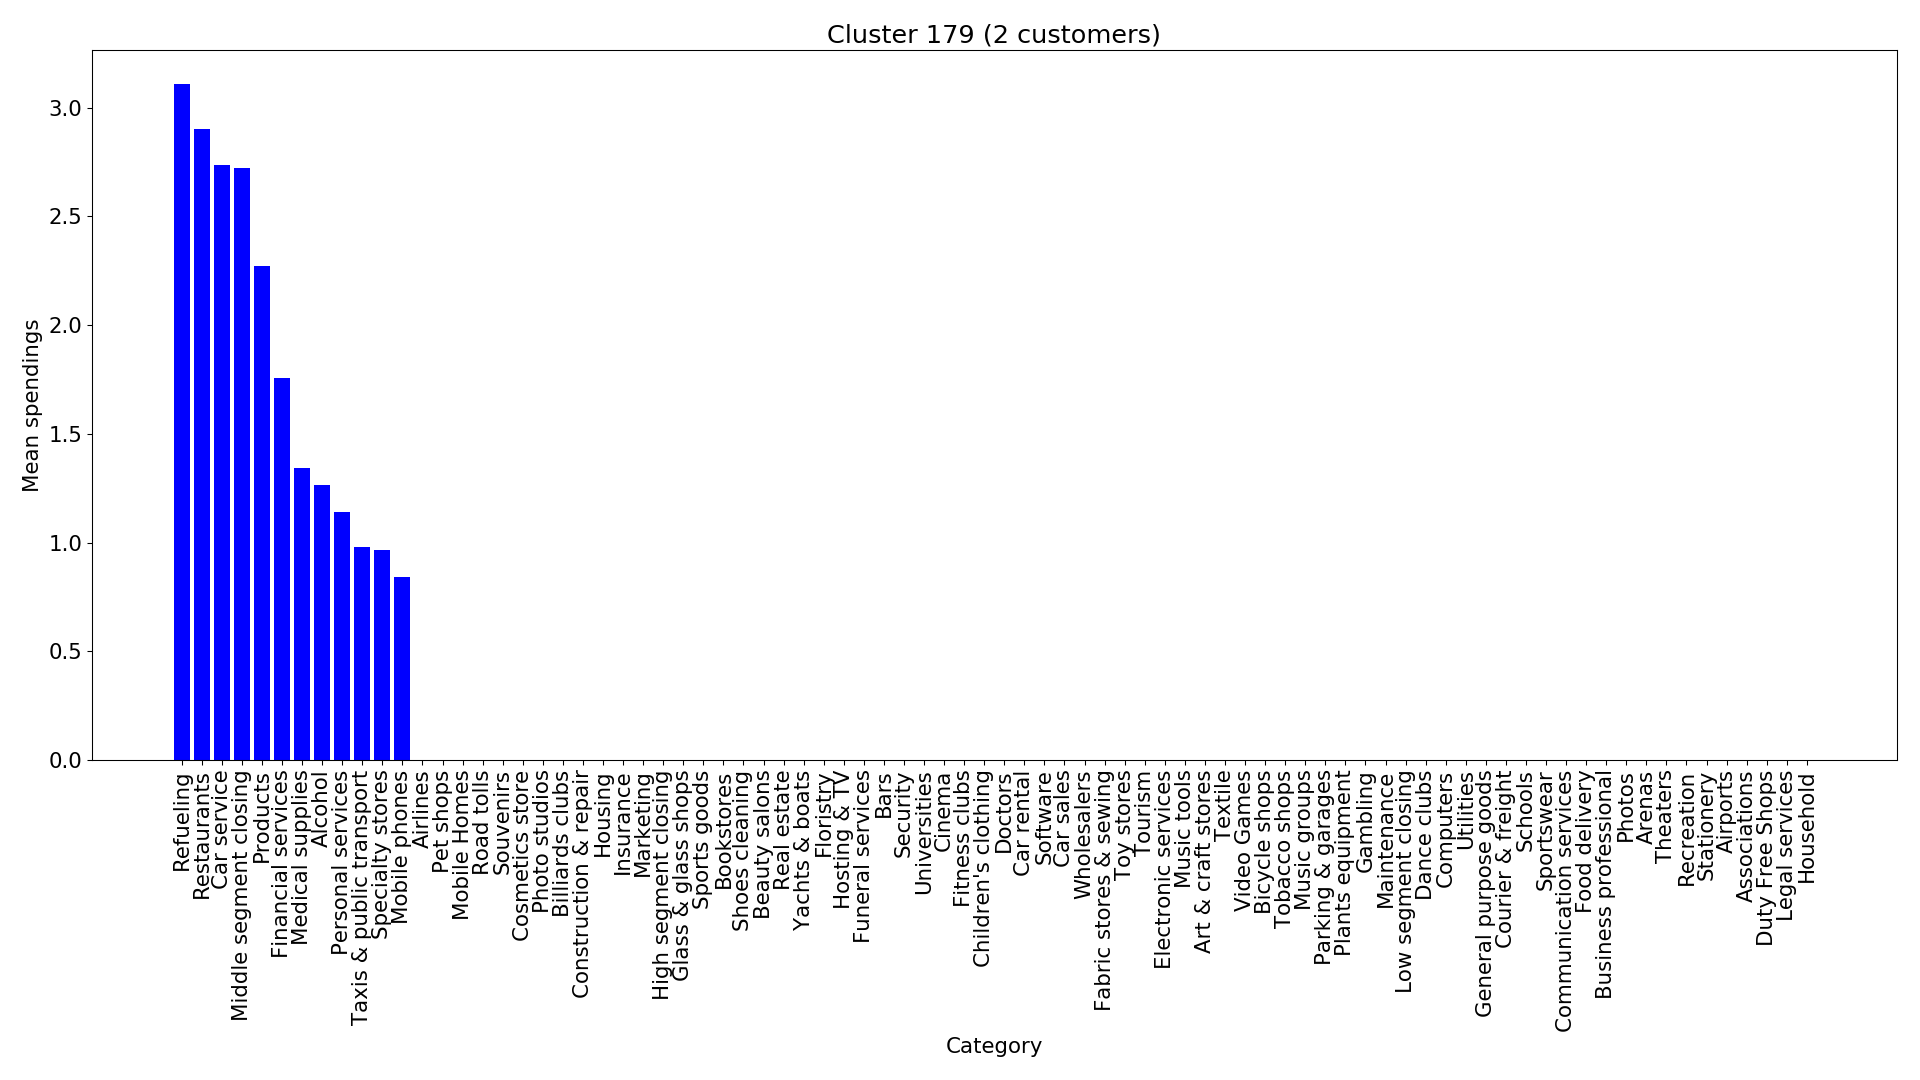 Cluster 179 (2 customers)
Mean spendings
3.0
2.5
2.0
1.5
1.0
0.5
0.0
Refueling
Restaurants
Car service
Middle segment closing
Products
Financial services
Medical supplies
Alcohol
Personal services
Taxis & public transport
Specialty stores
Mobile phones
Airlines
Pet shops
Mobile Homes
Road tolls
Souvenirs
Cosmetics store
Photo studios
Billiards clubs
Construction & repair
Housing
Insurance
Marketing
High segment closing
Glass & glass shops
Sports goods
Bookstores
Shoes cleaning
Beauty salons
Real estate
Yachts & boats
Floristry
Hosting & TV
Funeral services
Bars
Security
Universities
Cinema
Fitness clubs
Children's clothing
Doctors
Car rental
Software
Car sales
Wholesalers
Fabric stores & sewing
Toy stores
Tourism
Electronic services
Music tools
Art & craft stores
Textile
Video Games
Bicycle shops
Tobacco shops
Music groups
Parking & garages
Plants equipment
Gambling
Maintenance
Low segment closing
Dance clubs
Computers
Utilities
General purpose goods
Courier & freight
Schools
Sportswear
Communication services
Food delivery
Business professional
Photos
Arenas
Theaters
Recreation
Stationery
Airports
Associations
Duty Free Shops
Legal services
Household
Category